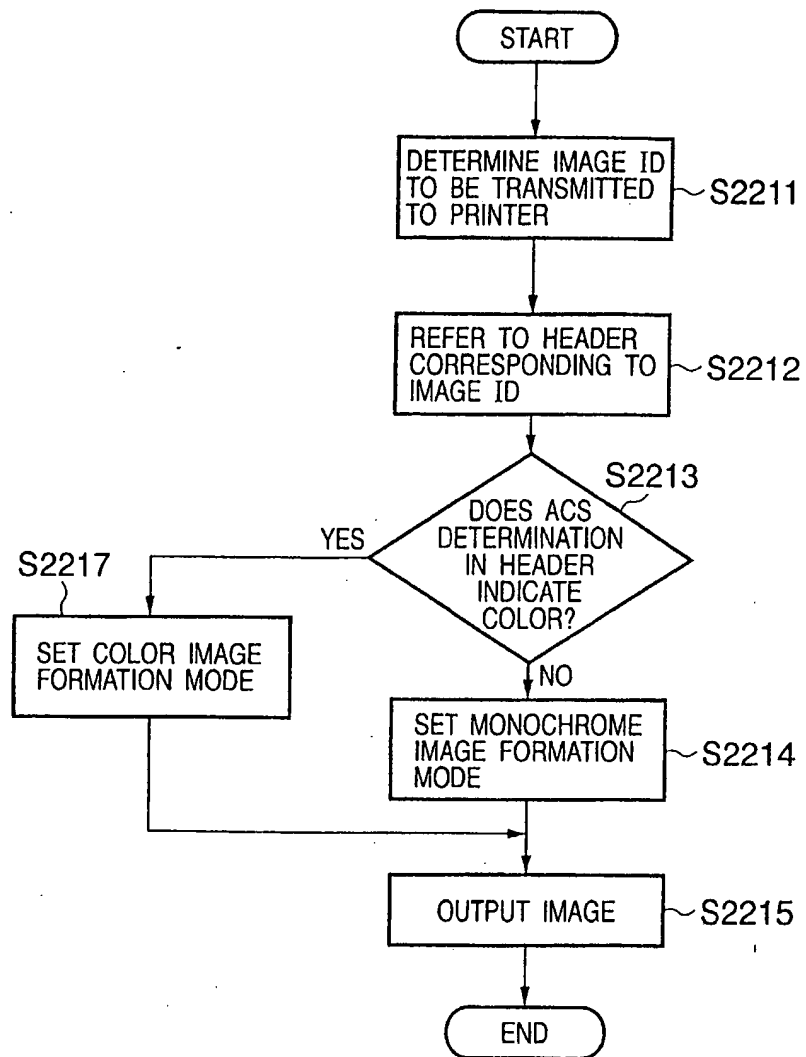 START
DETERMINE IMAGE ID
TO BE TRANSMITTED
TO PRINTER
S2211
REFER TO HEADER
CORRESPONDING TO
IMAGE ID
S2212
S2213
DOES ACS
DETERMINATION
IN HEADER
INDICATE
COLOR?
YES
S2217
SET COLOR IMAGE
FORMATION MODE
NO
SET MONOCHROME
IMAGE FORMATION
MODE
S2214
OUTPUT IMAGE
S2215
END